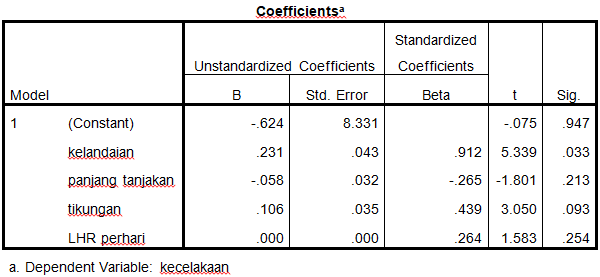 Coefficientsa
Standardized
Unstandardized Coefficients Coefficients
Model B Std. Error Beta t Sig.
1 (Constant) -.624 8.331 -.075 .947
kelandaian .231 .043 .912 5.339 .033
panjang tanjakan -.058 .032 -.265 -1.801 .213
tikungan .106 .035 .439 3.050 .093
LHR perhari .000 .000 .264 1.583 .254
a. Dependent Variable: kecelakaan